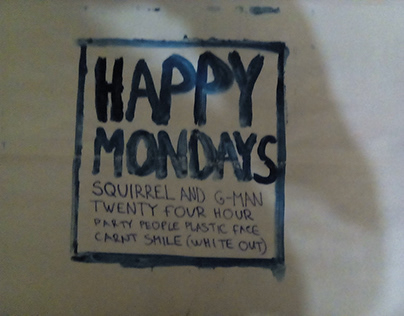 HAPPY
MONDAYS
SQUIRREL AND G-MAN
TWENTY FOUR HOUR
PARTY PEOPLE PLASTIC FACE
CARNT SMILE (WHITE OUT)